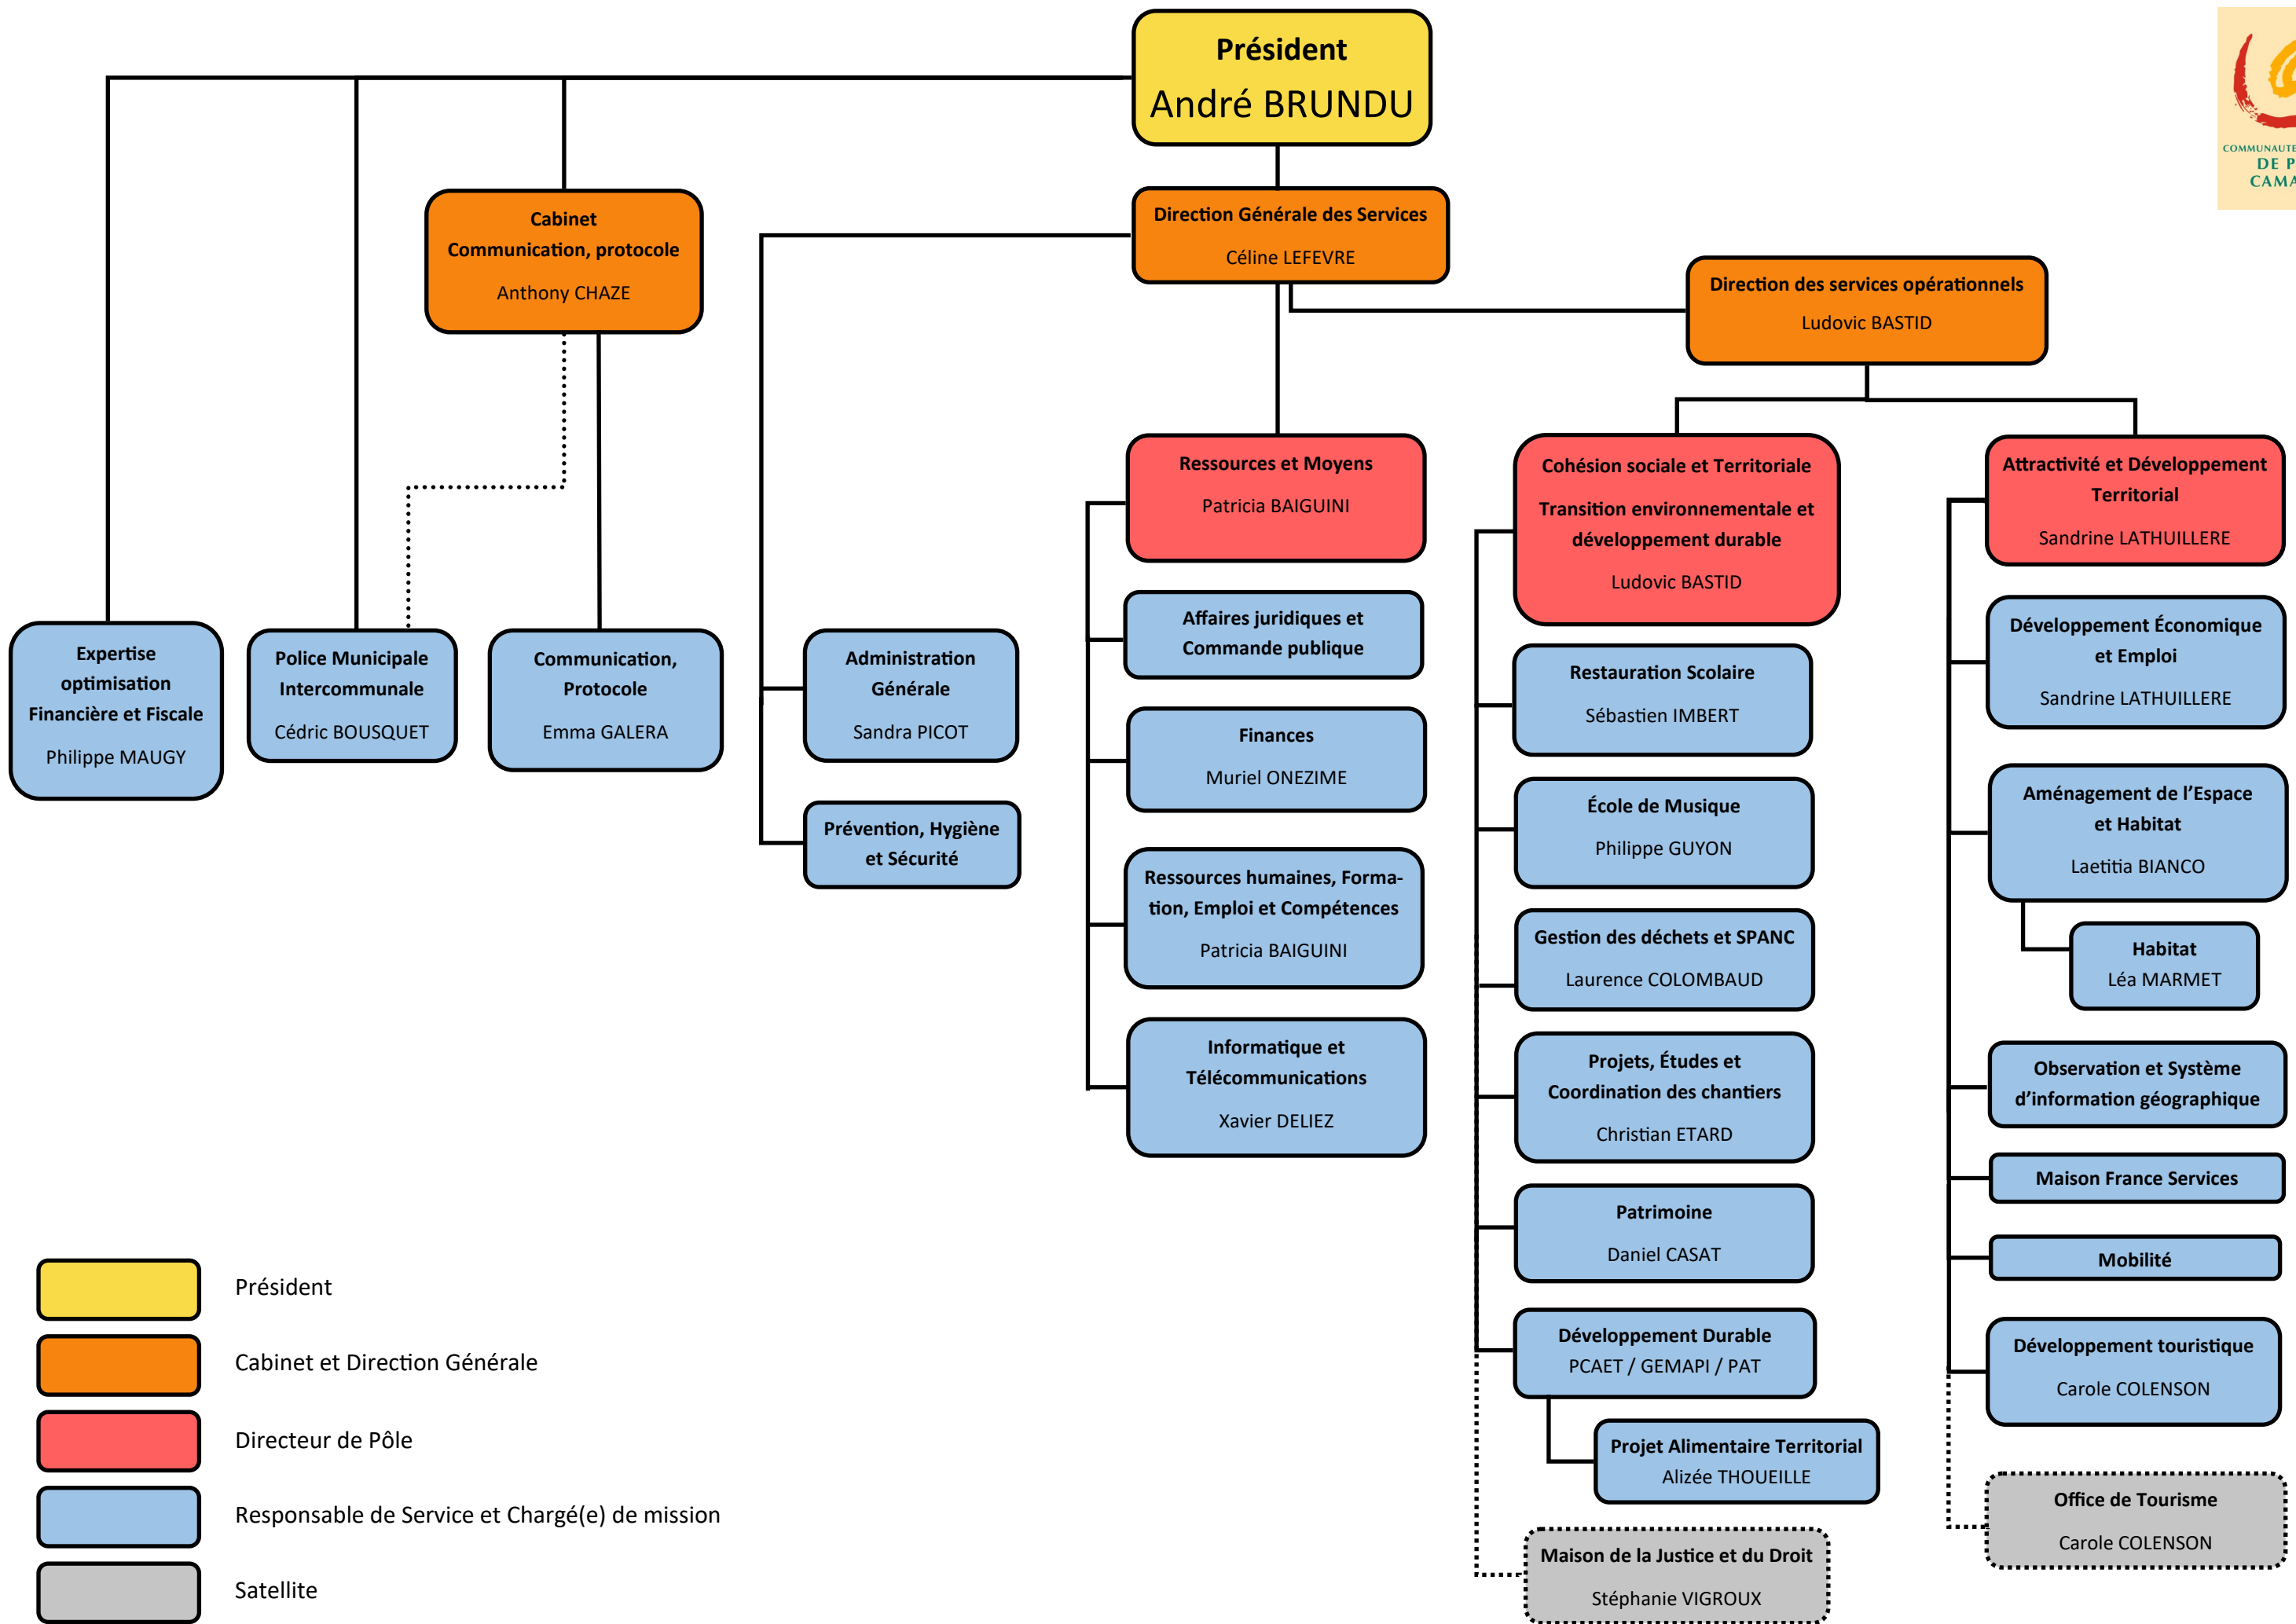 Président
André BRUNDU
COMMUNAUTE
DE P
CAMA
Cabinet
Communication, protocole
Anthony CHAZE
Direction Générale des Services
Céline LEFEVRE
Direction des services opérationnels
Ludovic BASTID
Expertise
optimisation
Financière et Fiscale
Philippe MAUGY
Police Municipale
Intercommunale
Cédric BOUSQUET
Communication,
Protocole
Emma GALERA
Administration
Générale
Sandra PICOT
Prévention, Hygiène
et Sécurité
Ressources et Moyens
Patricia BAIGUINI
Affaires juridiques et
Commande publique
Finances
Muriel ONEZIME
Ressources humaines, Forma-
tion, Emploi et Compétences
Patricia BAIGUINI
Informatique et
Télécommunications
Xavier DELIEZ
Cohésion sociale et Territoriale
Transition environnementale et
développement durable
Ludovic BASTID
Restauration Scolaire
Sébastien IMBERT
École de Musique
Philippe GUYON
Gestion des déchets et SPANC
Laurence COLOMBAUD
Projets, Études et
Coordination des chantiers
Christian ETARD
Patrimoine
Daniel CASAT
Développement Durable
PCAET / GEMAPI / PAT
Projet Alimentaire Territorial
Alizée THOUEILLE
Maison de la Justice et du Droit
Stéphanie VIGROUX
Attractivité et Développement
Territorial
Sandrine LATHUILLERE
Développement Économique
et Emploi
Sandrine LATHUILLERE
Aménagement de l’Espace
et Habitat
Laetitia BIANCO
Habitat
Léa MARMET
Observation et Système
d’information géographique
Maison France Services
Mobilité
Développement touristique
Carole COLENSON
Office de Tourisme
Carole COLENSON
Président
Cabinet et Direction Générale
Directeur de Pôle
Responsable de Service et Chargé(e) de mission
Satellite